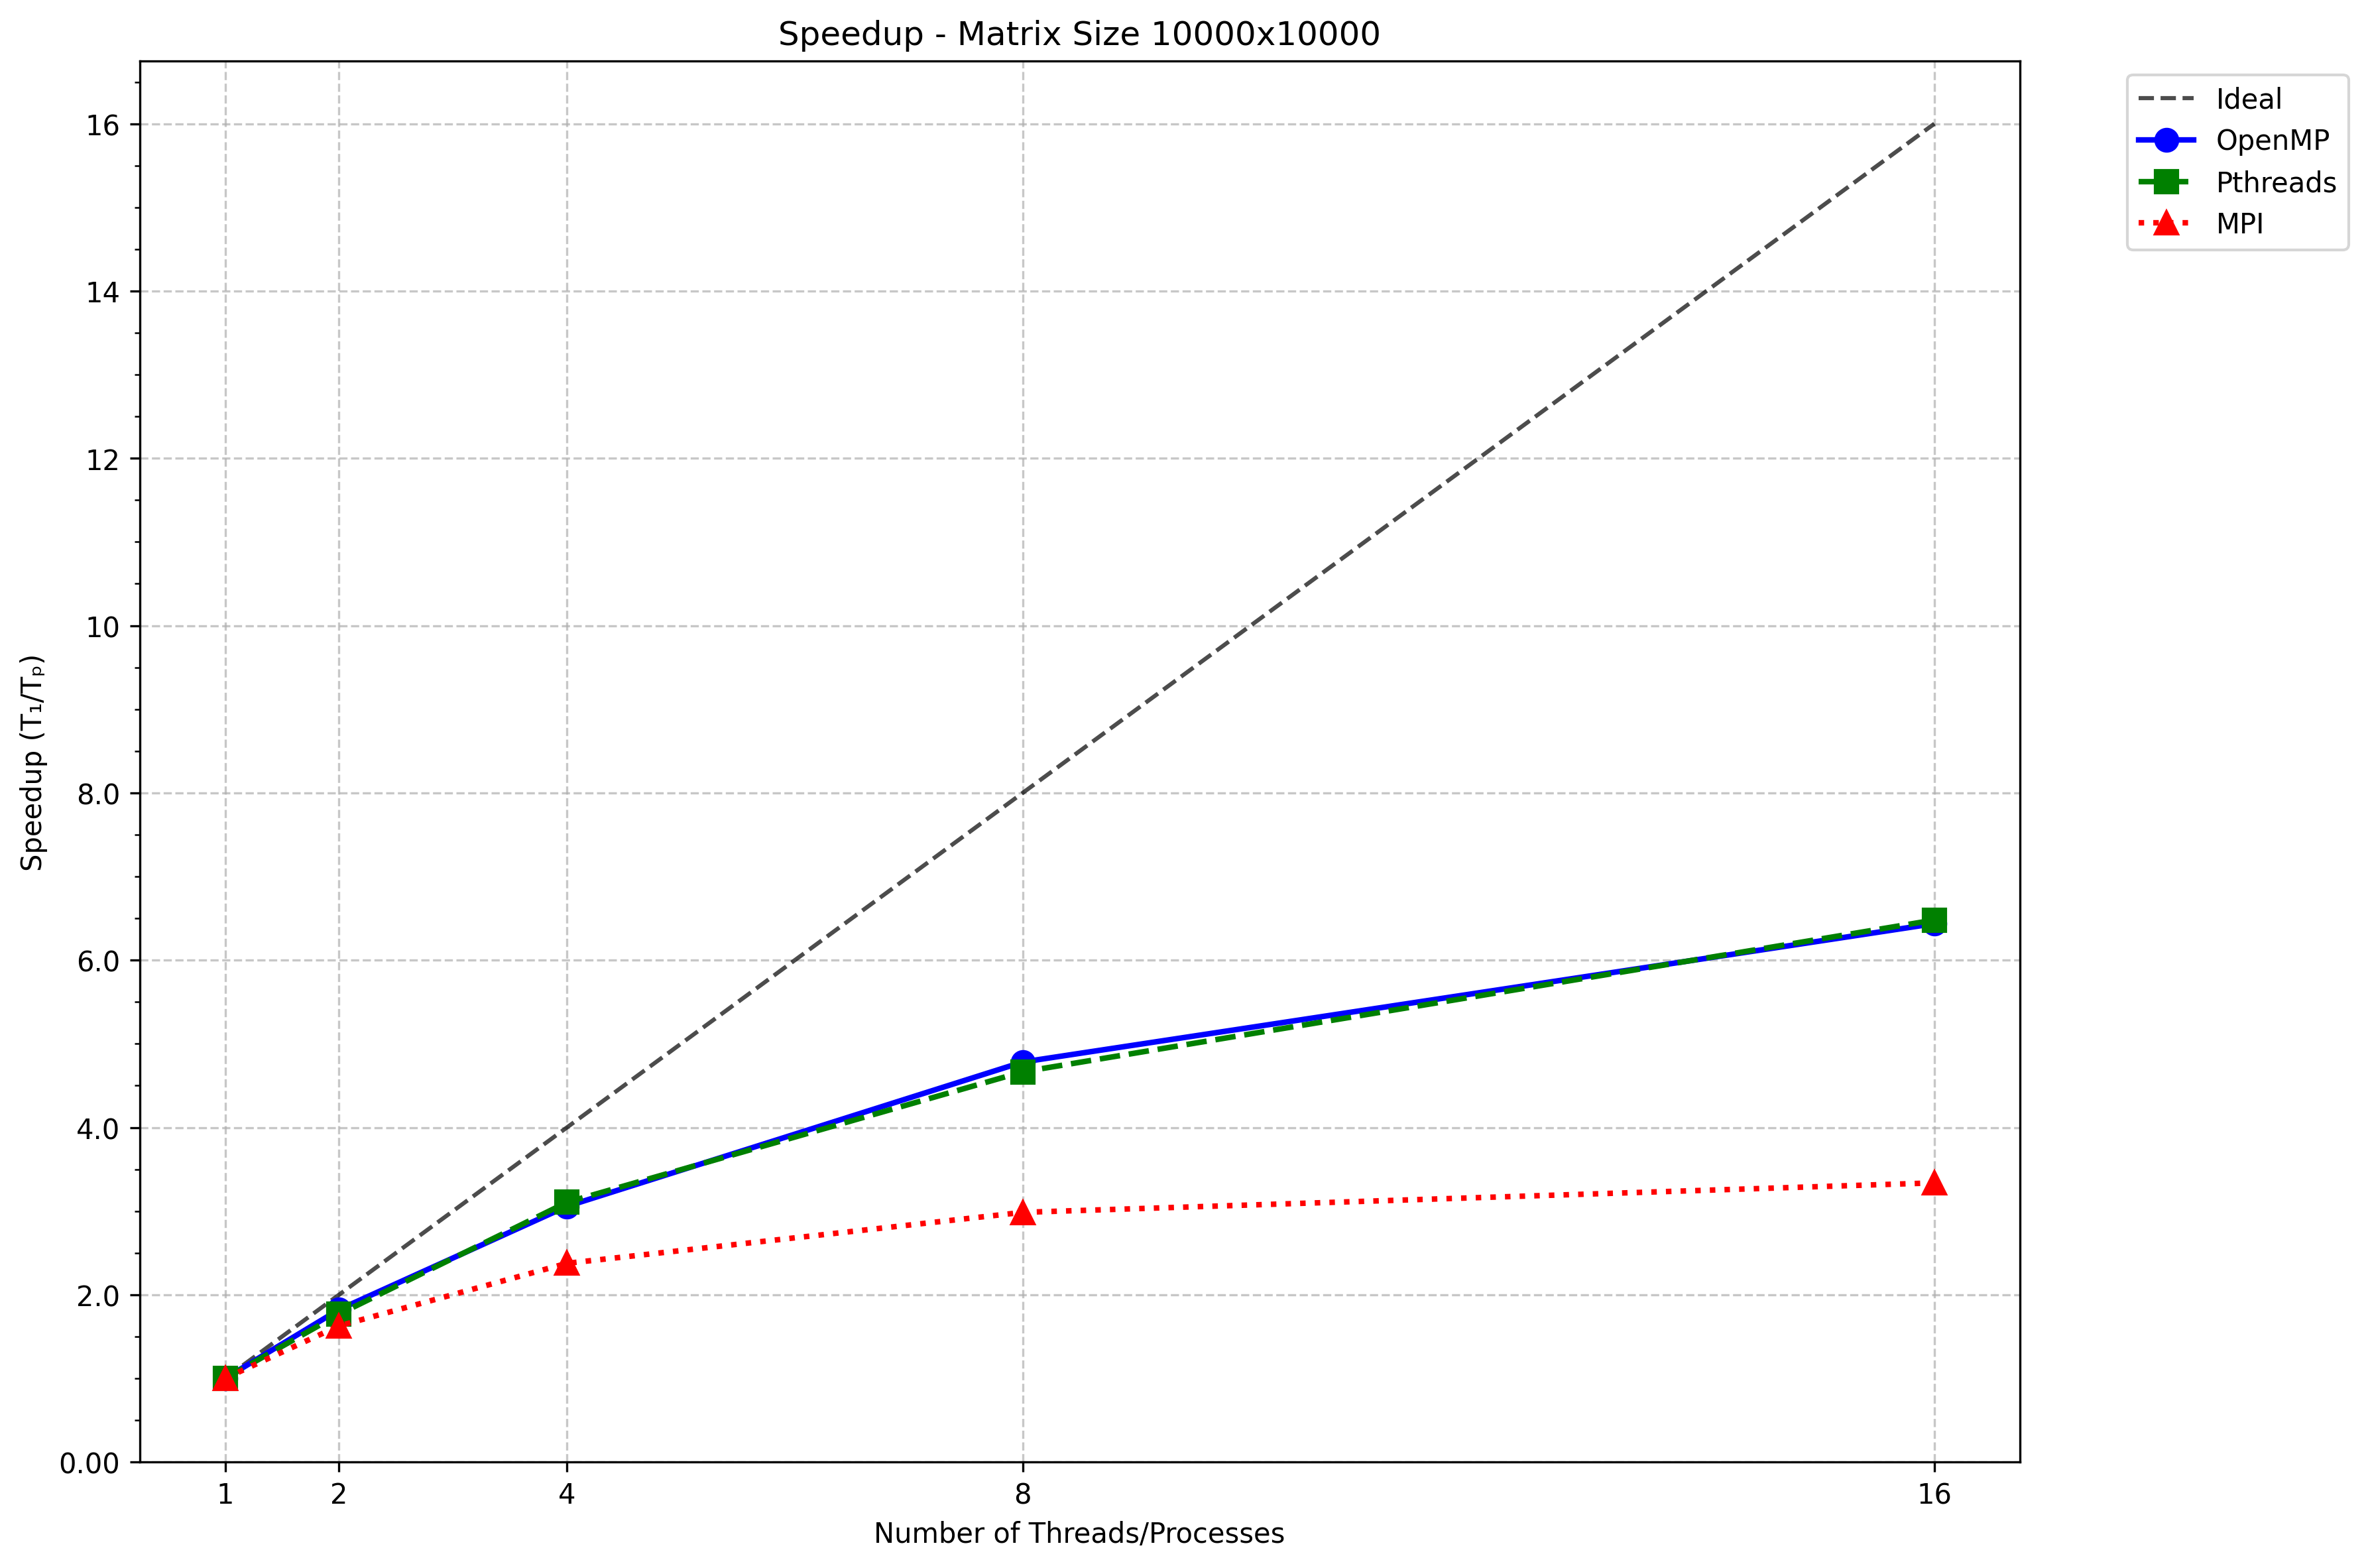 Speedup - Matrix Size 10000x10000
Ideal
OpenMP
Pthreads
MPI
Speedup (T₁/Tₚ)
16
14
12
10
8.0
6.0
4.0
2.0
0.00
1 2 4 8 16
Number of Threads/Processes